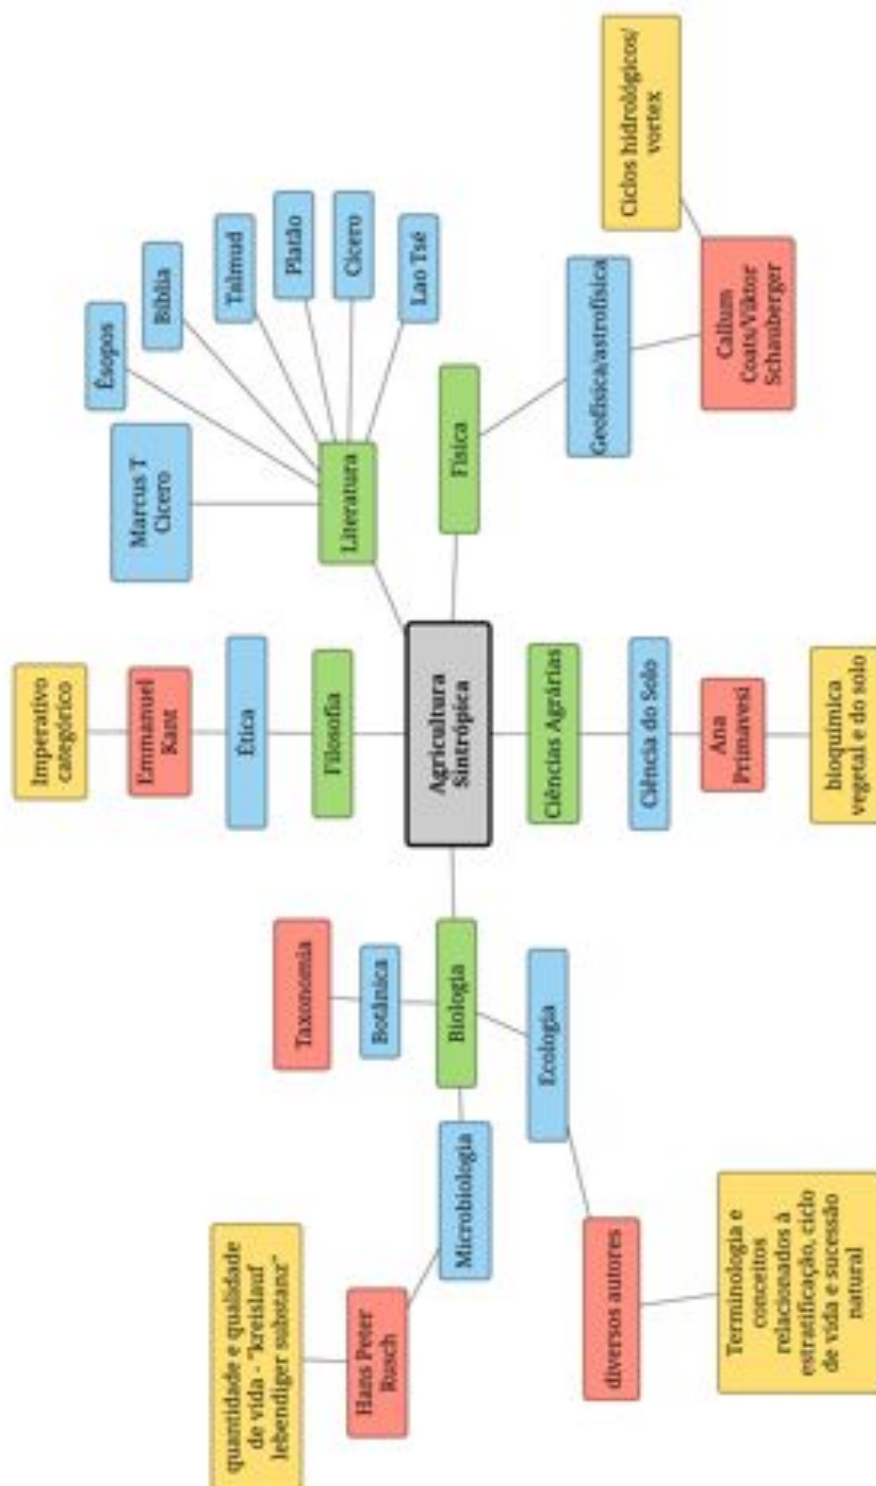 quantidade e qualidade
de vida - "kreislauf
lebendiger substanz"
Hans Peter
Rusch
Microbiologia
Taxonomia
Botânica
Biologia
Ecologia
diversos autores
Terminologia e
conceitos
relacionados à
estratificação, ciclo
de vida e sucessão
natural
Imperativo
categórico
Emmanuel
Kant
Ética
Filosofia
Agricultura
Sintrópica
Ciências Agrárias
Ciência do Solo
Ana
Primavesi
bioquímica
vegetal e do solo
Marcus T
Cicero
Ésopos
Bíblia
Talmud
Platão
Cicero
Lao Tsé
Literatura
Física
Geofísica/astrofísica
Callum
Coats/Viktor
Schauberger
Ciclos hidrológicos/
vortex